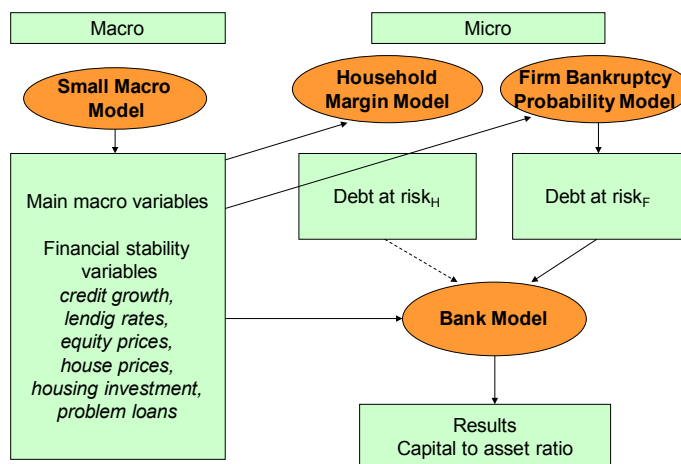 Macro
Micro
Small Macro
Model
Household
Margin Model
Firm Bankruptcy
Probability Model
Main macro variables
Financial stability
variables
credit growth,
lendig rates,
equity prices,
house prices,
housing investment,
problem loans
Debt at riskH
Debt at riskF
Bank Model
Results
Capital to asset ratio